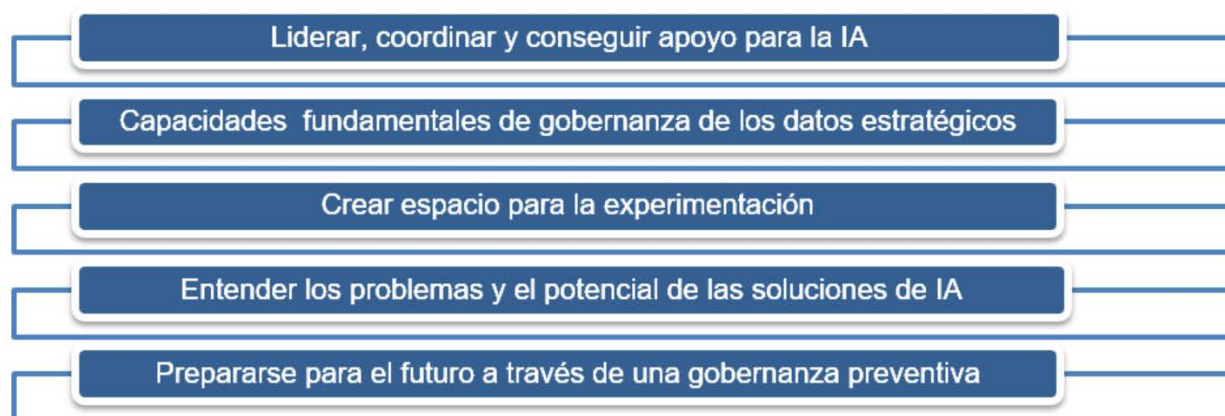 Liderar, coordinar y conseguir apoyo para la IA
Capacidades fundamentales de gobernanza de los datos estratégicos
Crear espacio para la experimentación
Entender los problemas y el potencial de las soluciones de IA
Prepararse para el futuro a través de una gobernanza preventiva